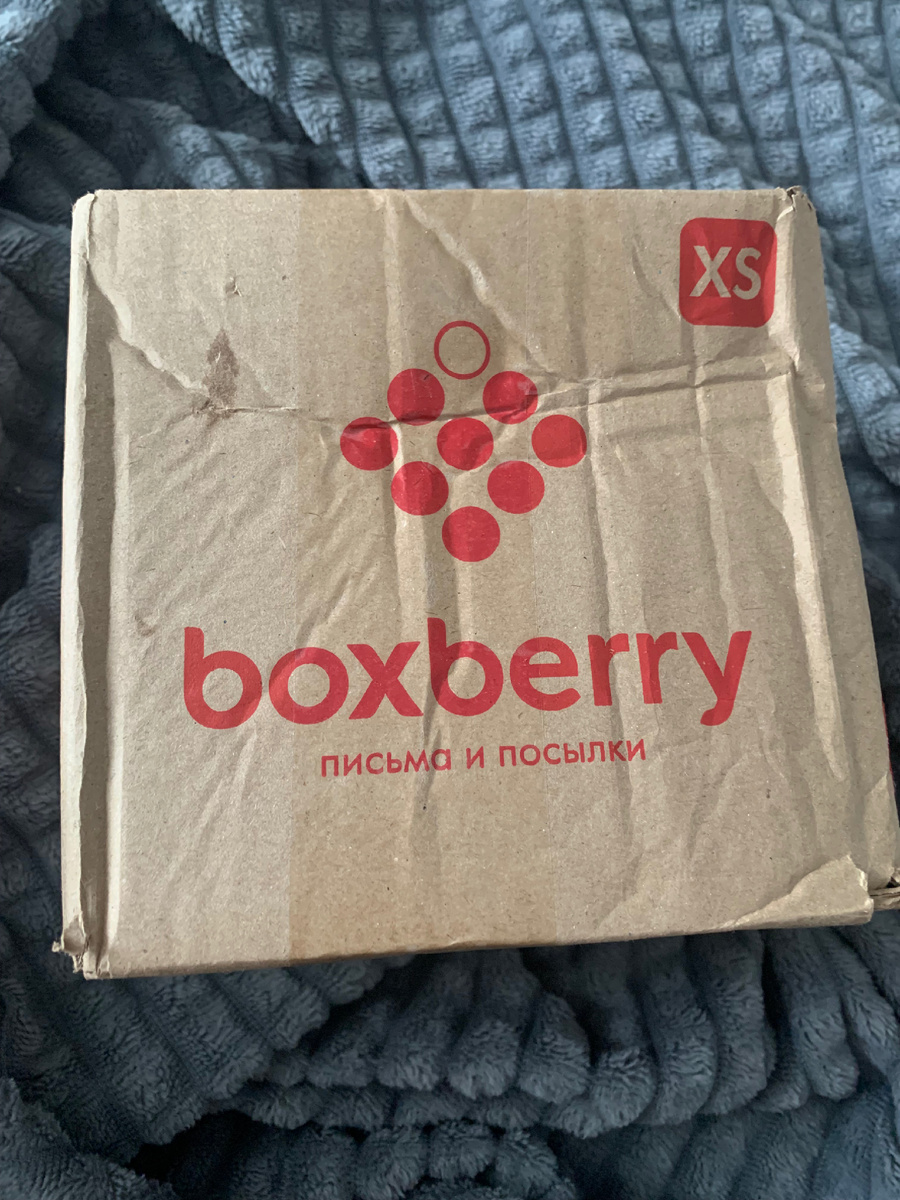 XS
boxberry
письма и посылки